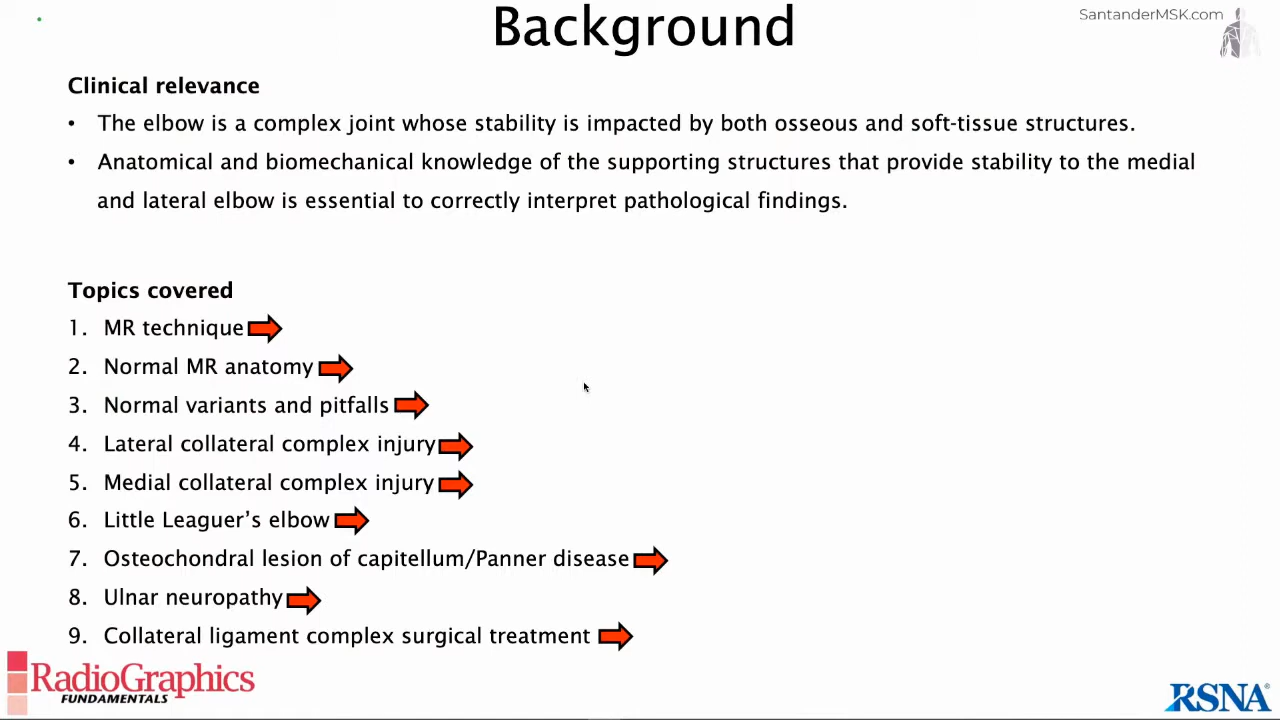 Background
SantanderMSK.com
Clinical relevance
• The elbow is a complex joint whose stability is impacted by both osseous and soft-tissue structures.
• Anatomical and biomechanical knowledge of the supporting structures that provide stability to the medial
and lateral elbow is essential to correctly interpret pathological findings.
Topics covered
1. MR technique
2. Normal MR anatomy
3. Normal variants and pitfalls
4. Lateral collateral complex injury
5. Medial collateral complex injury
6. Little Leaguer’s elbow
7. Osteochondral lesion of capitellum/Panner disease
8. Ulnar neuropathy
9. Collateral ligament complex surgical treatment
RadioGraphics
FUNDAMENTALS
RSNA®